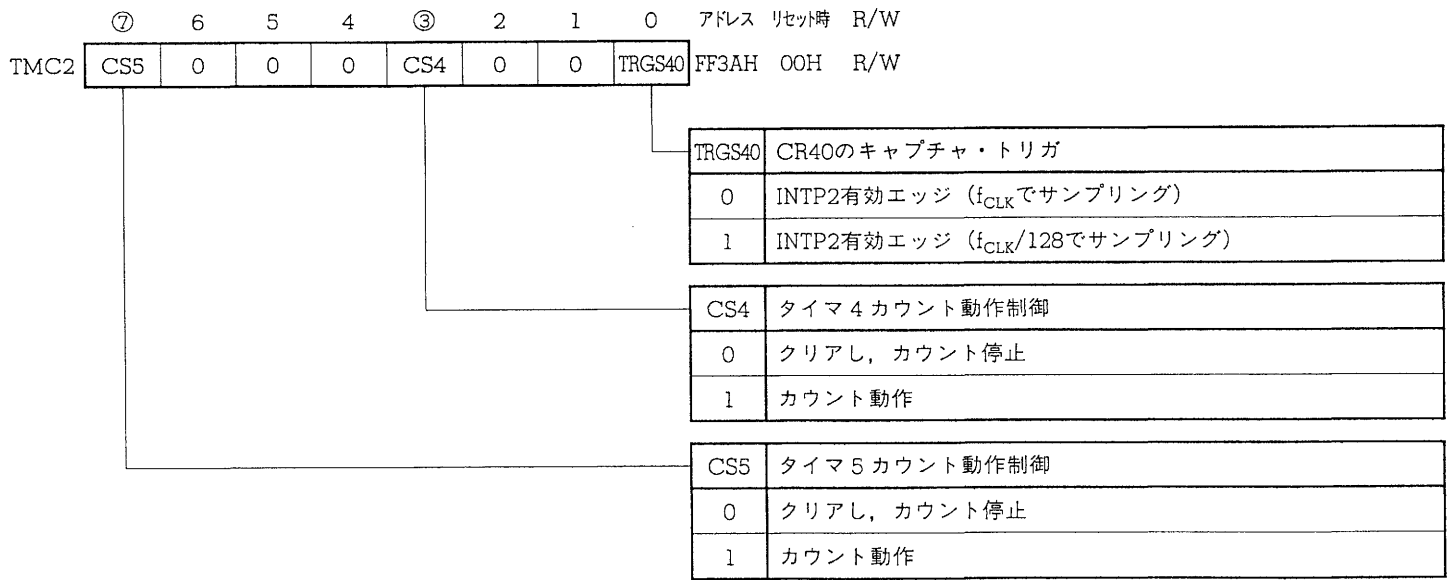 ⑦ 6 5 4 ③ 2 1 0 アドレス リセット時 R/W
TMC2 CS5 0 0 0 CS4 0 0 TRGS40 FF3AH 00H R/W
TRGS40 CR40のキャプチャ・トリガ
0 INTP2有効エッジ（fCLKでサンプリング）
1 INTP2有効エッジ（fCLK/128でサンプリング）
CS4 タイマ4カウント動作制御
0 クリアし，カウント停止
1 カウント動作
CS5 タイマ5カウント動作制御
0 クリアし，カウント停止
1 カウント動作